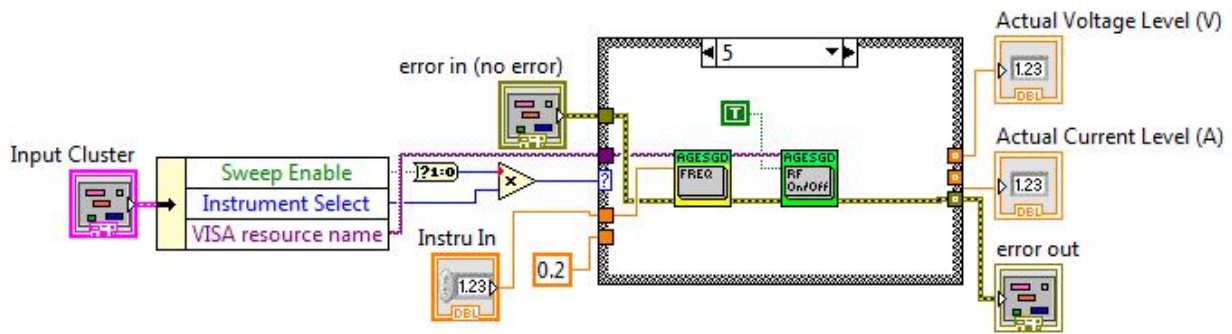 Actual Voltage Level (V)
1.23
DBL
error in (no error)
5
T
Input Cluster
Sweep Enable
?1:0
Instrument Select
VISA resource name
x
?
AGESGD
FREQ
AGESGD
RF
On/Off
Actual Current Level (A)
1.23
DBL
Instru In
1.23
DBL
0.2
error out